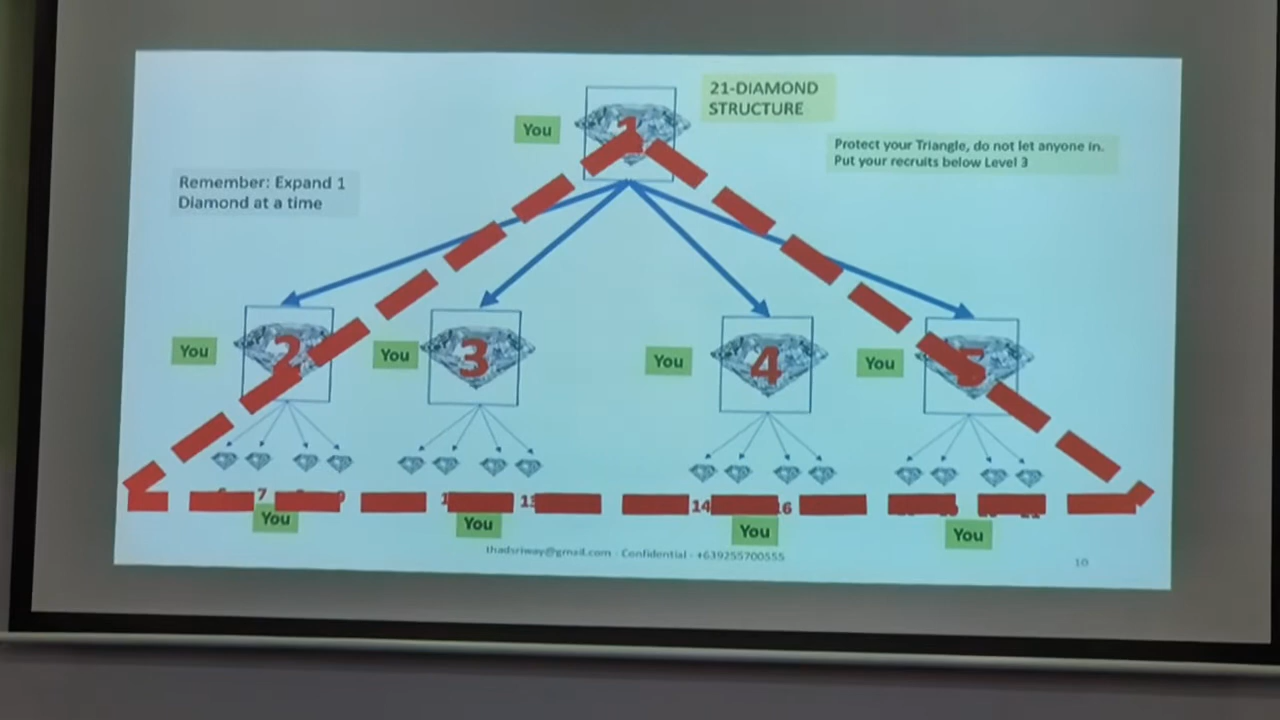 21-DIAMOND
STRUCTURE
You
1
Protect your Triangle, do not let anyone in.
Put your recruits below Level 3
Remember: Expand 1
Diamond at a time
You
2
You
3
You
4
You
5
7
14
You
You
You
You
thadsriway@gmail.com - Confidential - +639255700555
10